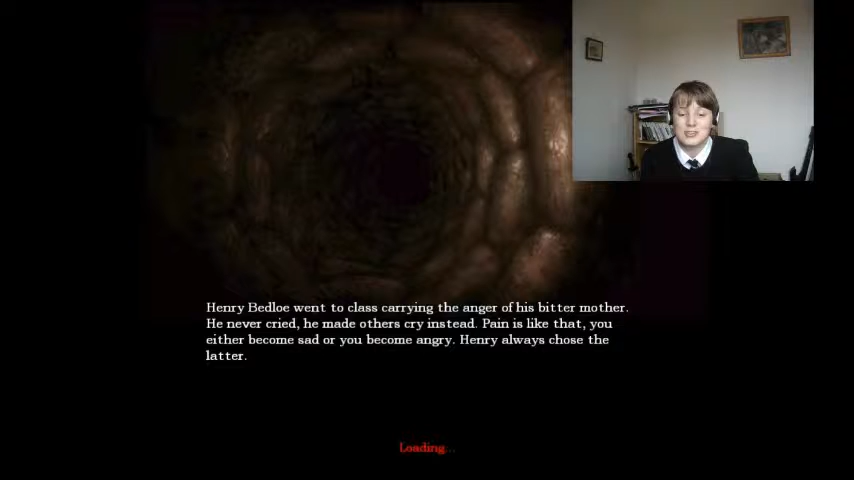 Henry Bedloe went to class carrying the anger of his bitter mother.
He never cried, he made others cry instead. Pain is like that, you
either become sad or you become angry. Henry always chose the
latter.
Loading...